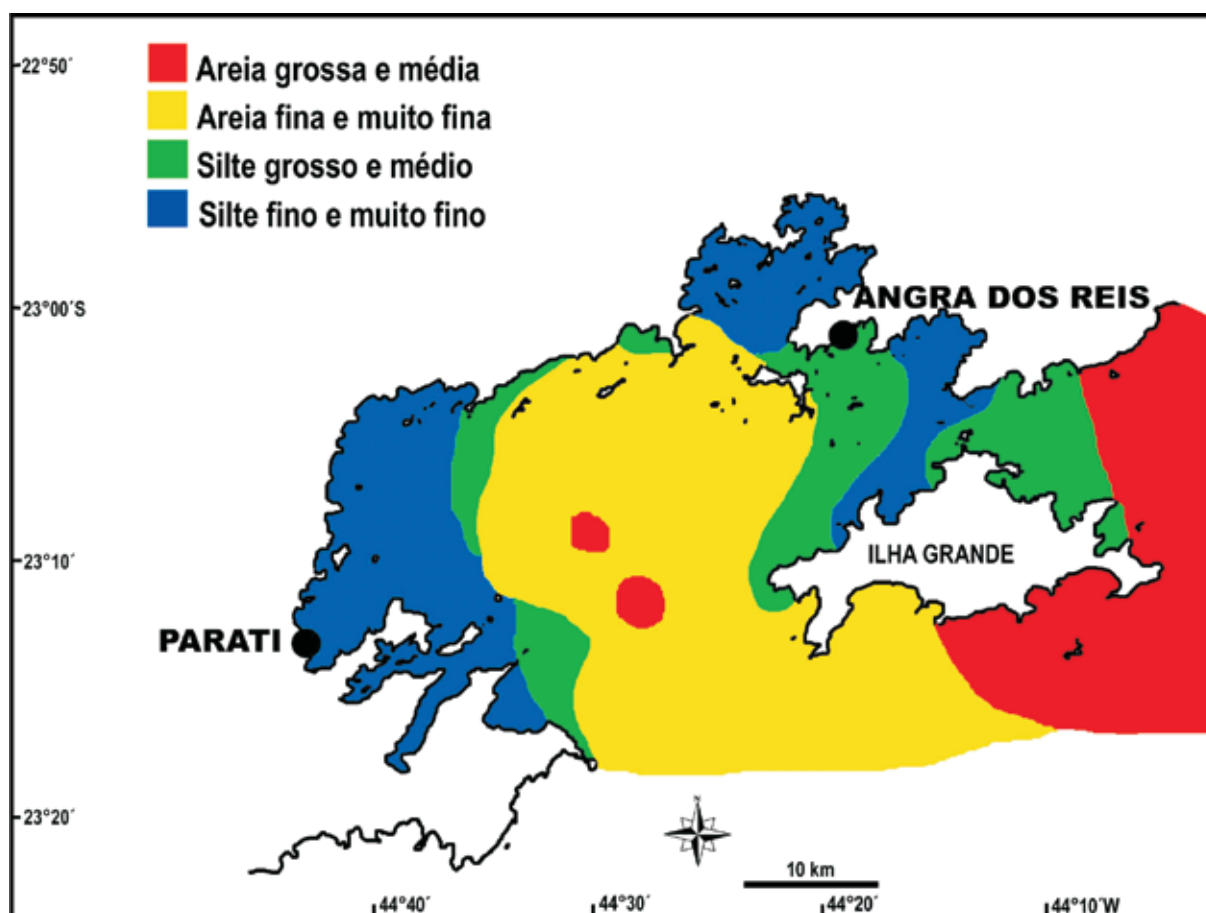 22°50´
Areia grossa e média
Areia fina e muito fina
Silte grosso e médio
Silte fino e muito fino
23°00´S
ANGRA DOS REIS
23°10´
ILHA GRANDE
PARATI
23°20´
N
10 km
44°40´
44°30´
44°20´
44°10´W